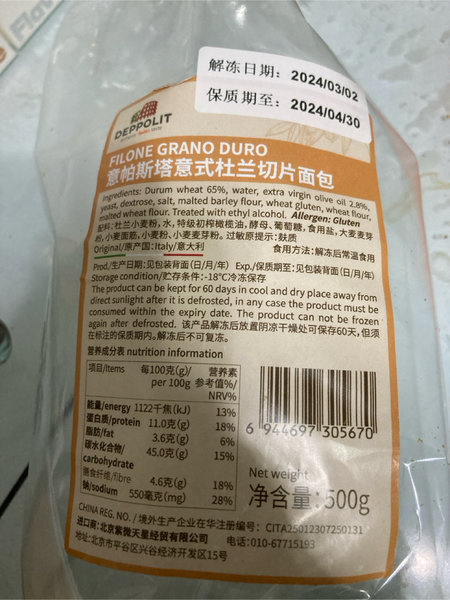 Flavo
解冻日期: 2024/03/02
保质期至: 2024/04/30
DEPPOLIT
FILONE GRANO DURO
意帕斯塔意式杜兰切片面包
Ingredients: Durum wheat 65%, water, extra virgin olive oil 2.8%,
yeast, dextrose, salt, malted barley flour, wheat gluten, wheat flour,
malted wheat flour. Treated with ethyl alcohol. Allergen: Gluten
配料: 杜兰小麦粉, 水, 特级初榨橄榄油, 酵母, 葡萄糖, 食用盐, 大麦麦芽
粉, 小麦面筋, 小麦粉, 小麦麦芽粉。过敏原提示: 麸质
Original/原产国:Italy/意大利 食用方法: 解冻后常温食用
Prod./生产日期: 见包装背面(日/月/年) Exp./保质期至: 见包装背面(日/月/年)
Storage condition/贮存条件: -18°C冷冻保存
The product can be kept for 60 days in cool and dry place away from
direct sunlight after it is defrosted, in any case the product must be
consumed within the expiry date. The product can not be frozen
again after defrosted. 该产品解冻后放置阴凉干燥处可保存60天, 但须
在标注的保质期内。解冻后不可复冻。
营养成分表 nutrition information
项目/Items 每100克(g)/ per 100g 营养素参考值%/NRV%
能量/energy 1122千焦(kJ) 13%
蛋白质/protein 11.0克(g) 18%
脂肪/fat 3.6克(g) 6%
碳水化合物/carbohydrate 45.0克(g) 15%
膳食纤维/fibre 4.6克(g) 18%
钠/sodium 550毫克(mg) 28%
6 944697 305670
Net weight
净含量: 500g
CHINA REG. NO. / 境外生产企业在华注册编号: CITA25012307250131
进口商: 北京紫微天星经贸有限公司 电话: 010-67715193
地址: 北京市平谷区兴谷经济开发区15号